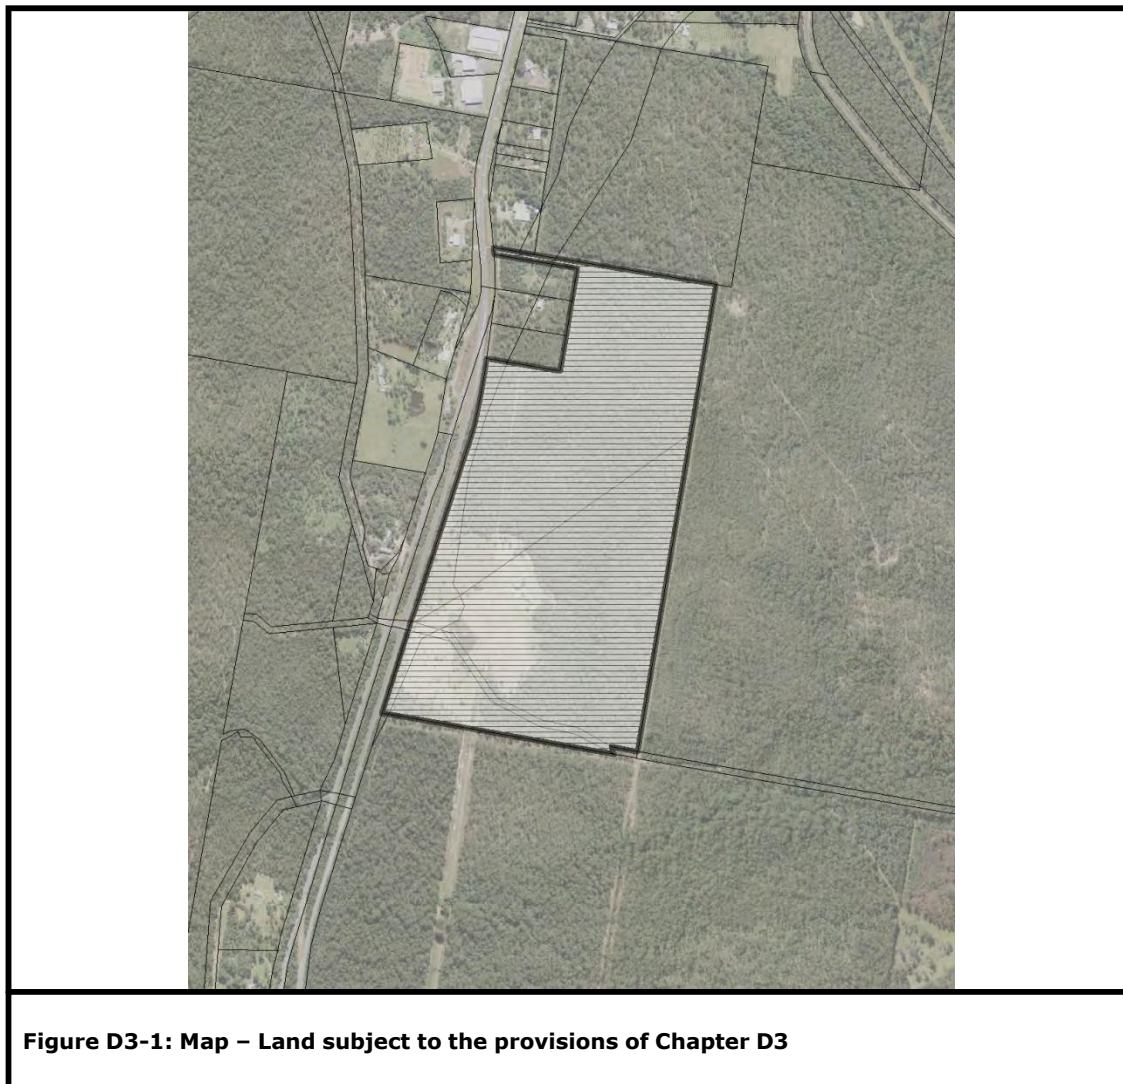 Figure D3-1: Map – Land subject to the provisions of Chapter D3